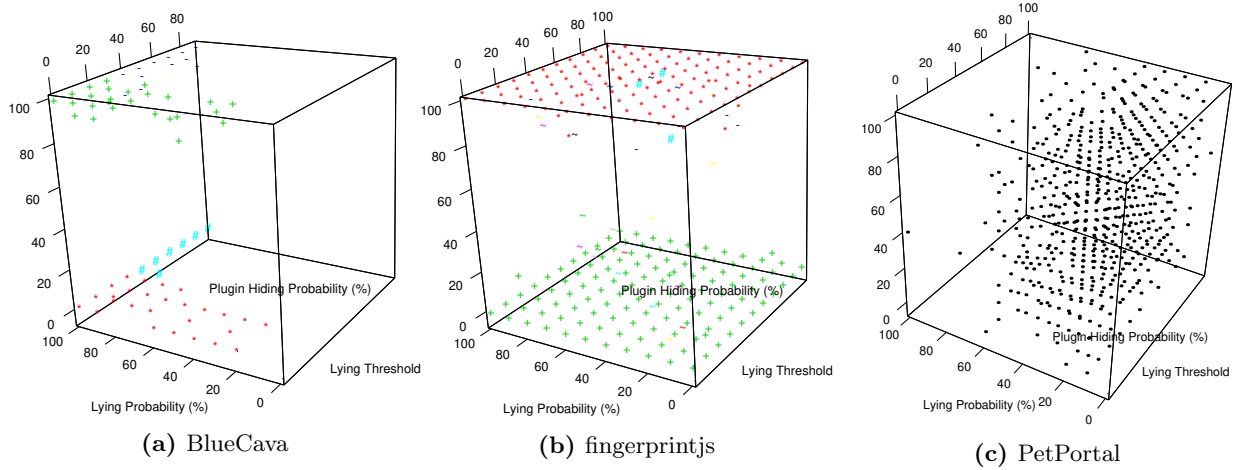 0 20 40 60 80
100
80
60
40
20
0
100 80 60 40 20 0
Plugin Hiding Probability (%)
Lying Threshold
Lying Probability (%)
(a) BlueCava
0 20 40 60 80 100
100
80
60
40
20
0
100 80 60 40 20 0
Plugin Hiding Probability (%)
Lying Threshold
Lying Probability (%)
(b) fingerprintjs
0 20 40 60 80 100
100
80
60
40
20
0
100 80 60 40 20 0
Plugin Hiding Probability (%)
Lying Threshold
Lying Probability (%)
(c) PetPortal